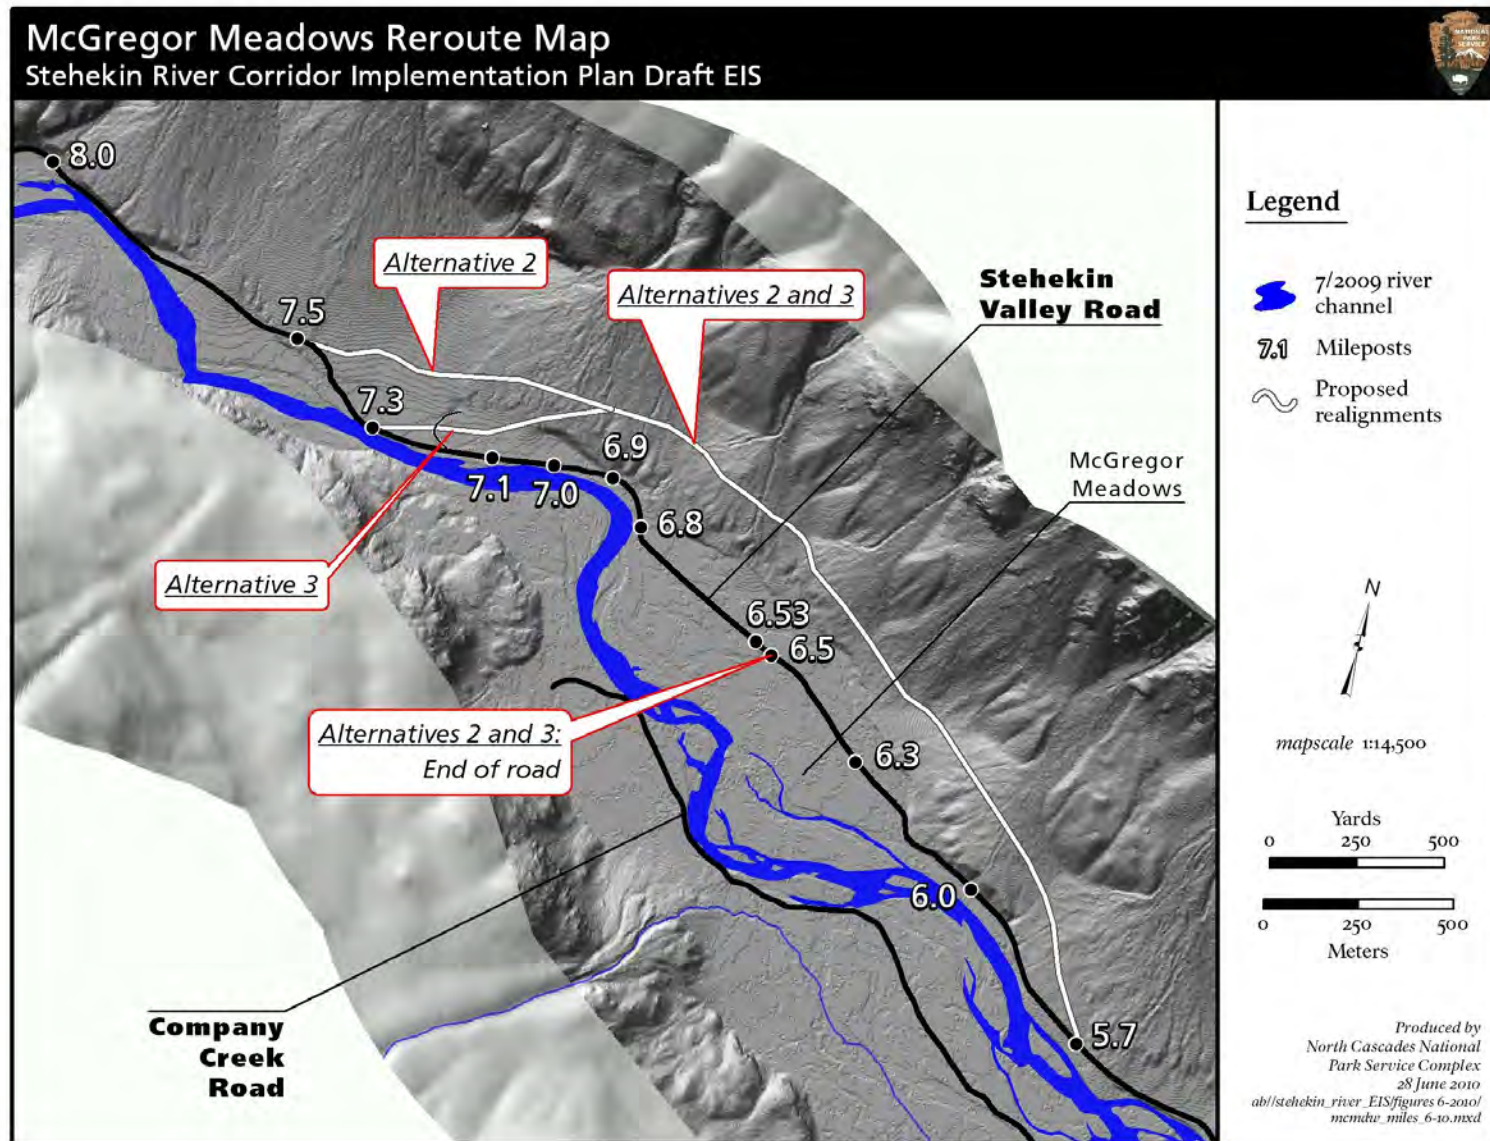 McGregor Meadows Reroute Map
Stehekin River Corridor Implementation Plan Draft EIS
NATIONAL
PARK
SERVICE
8.0
Alternative 2
Alternatives 2 and 3
Stehekin
Valley Road
7.5
7.3
6.9
7.1
7.0
6.8
McGregor
Meadows
Alternative 3
6.53
6.5
Alternatives 2 and 3:
End of road
6.3
6.0
5.7
Company
Creek
Road
Legend
7/2009 river
channel
7.1 Mileposts
Proposed
realignments
N
mapscale 1:14,500
Yards
0 250 500
0 250 500
Meters
Produced by
North Cascades National
Park Service Complex
28 June 2010
ab//stehekin_river_EIS/figures 6-2010/
mcmdw_miles_6-10.mxd